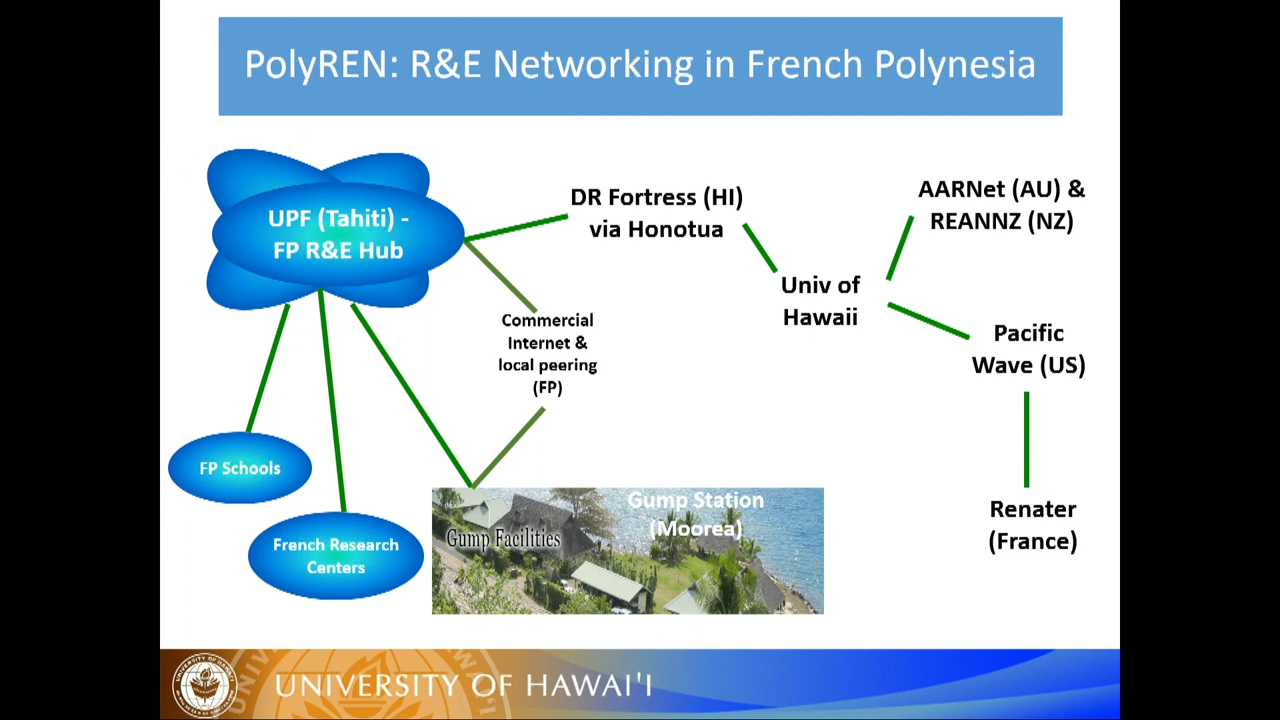 PolyREN: R&E Networking in French Polynesia
UPF (Tahiti) -
FP R&E Hub
DR Fortress (HI)
via Honotua
AARNet (AU) &
REANNZ (NZ)
Univ of
Hawaii
Commercial
Internet &
local peering
(FP)
Pacific
Wave (US)
FP Schools
French Research
Centers
Gump Station
(Moorea)
Gump Facilities
Renater
(France)
UNIVERSITY OF HAWAI'I